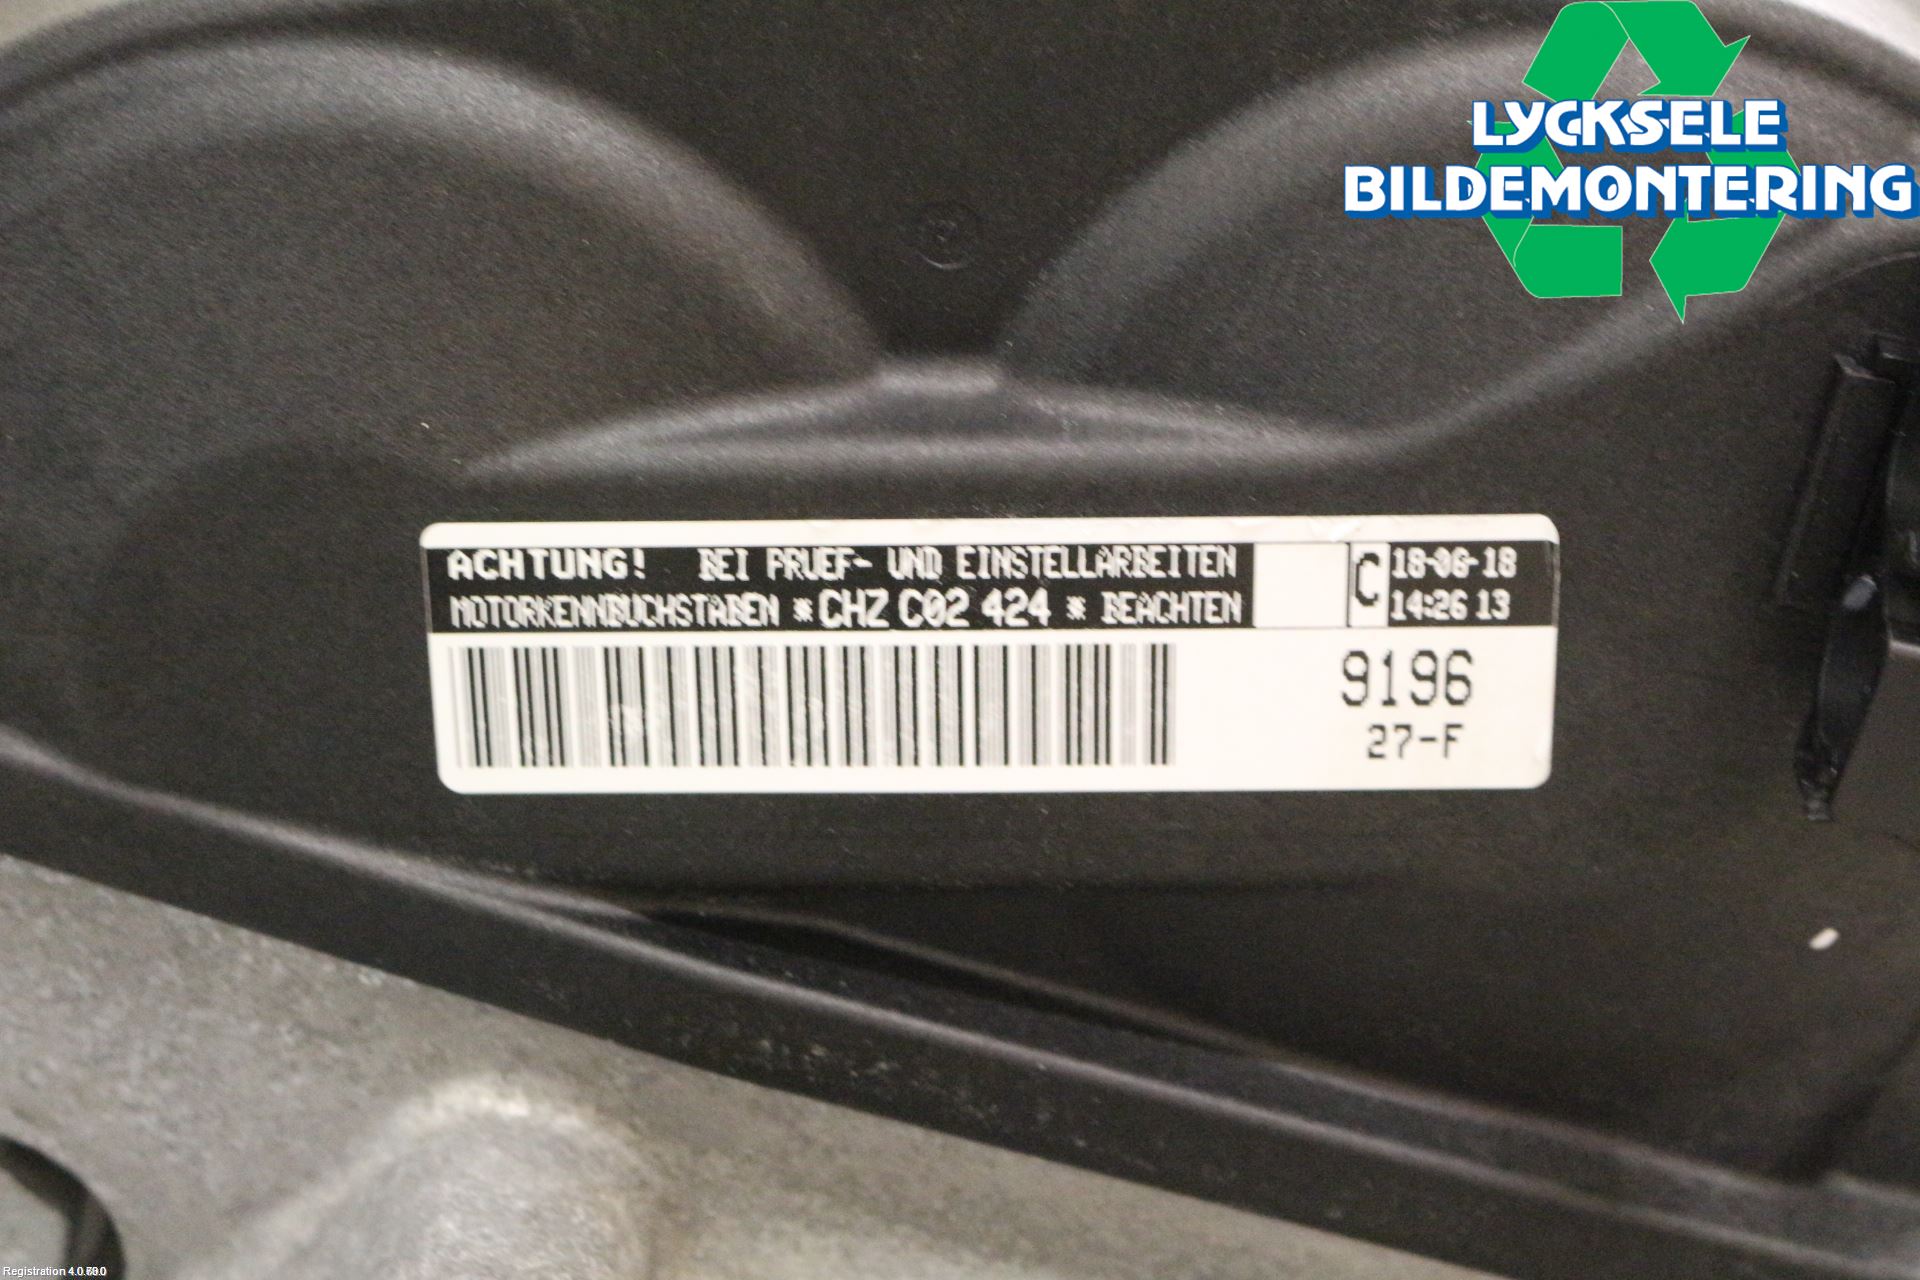 LYCKSELE
BILDEMONTERING
ACHTUNG! BEI PRUEF- UND EINSTELLARBEITEN
MOTORKENNBUCHSTABEN *CHZ C02 424 * BEACHTEN
C
18-06-18
14:26 13
9196
27-F
Registration